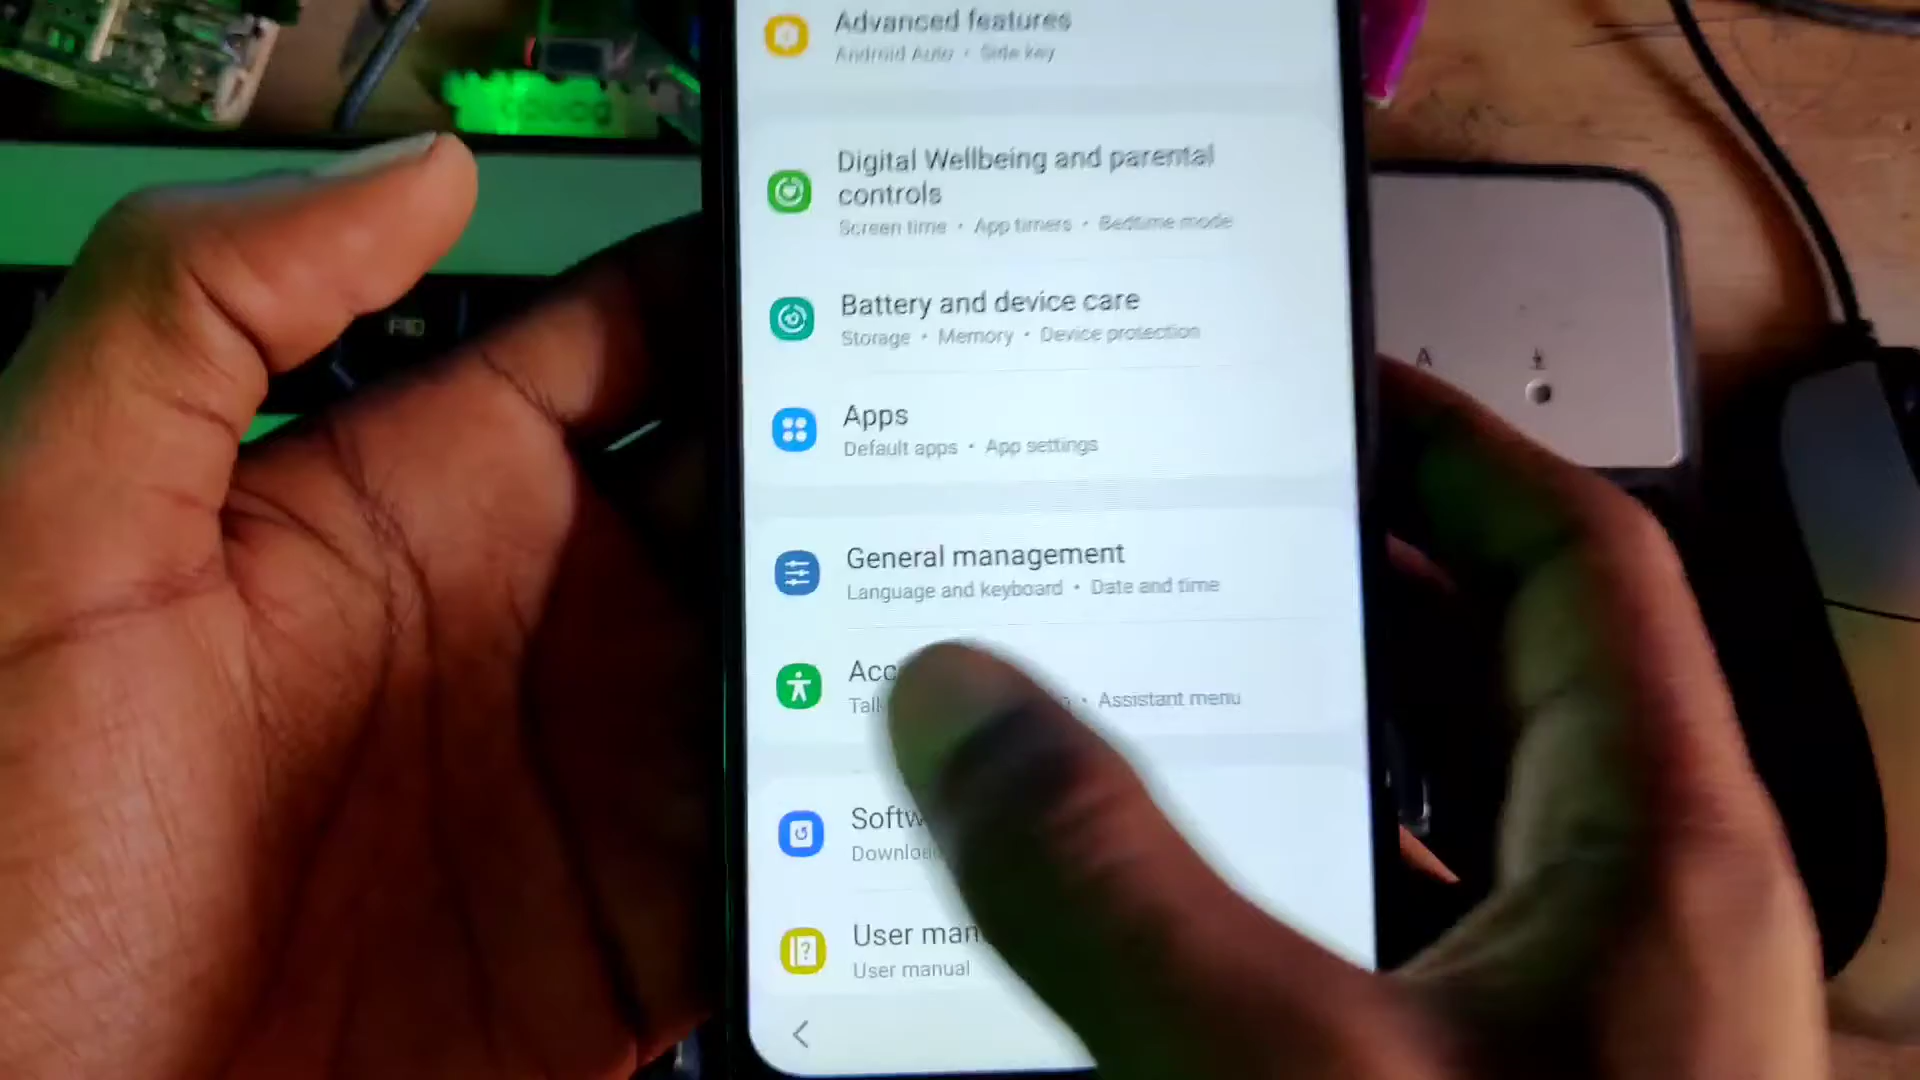 Advanced features
Android Auto • Side key
Digital Wellbeing and parental
controls
Screen time • App timers • Bedtime mode
Battery and device care
Storage • Memory • Device protection
Apps
Default apps • App settings
General management
Language and keyboard • Date and time
Acc
Talk • Assistant menu
Softw
Downloa
User man
User manual
A